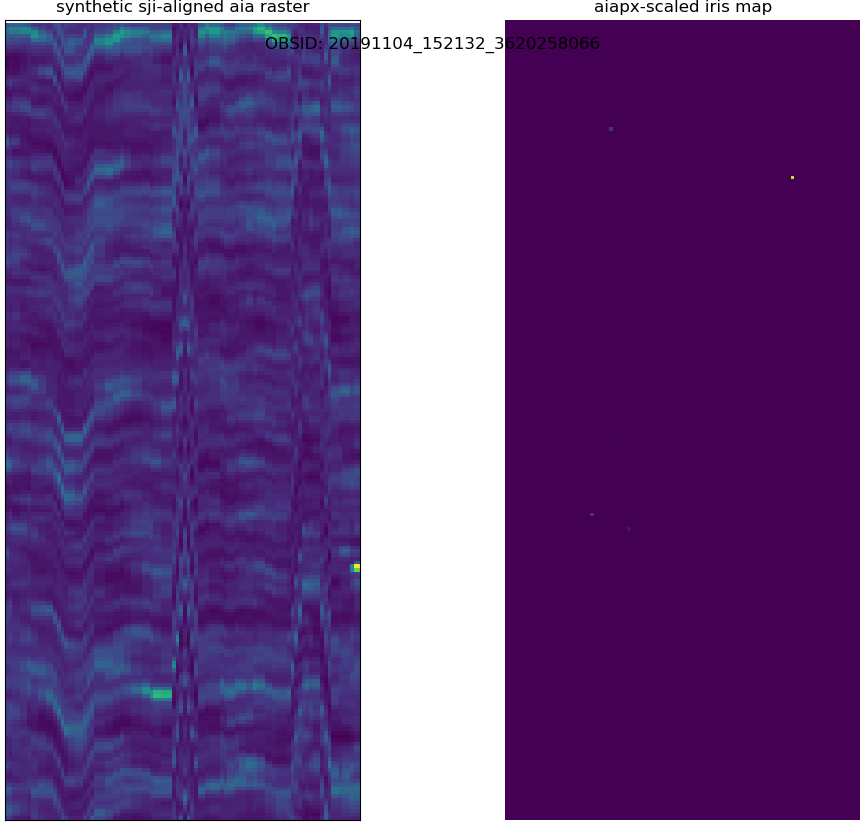 synthetic sji-aligned aia raster
aiapx-scaled iris map
OBSID: 20191104_152132_3620258066